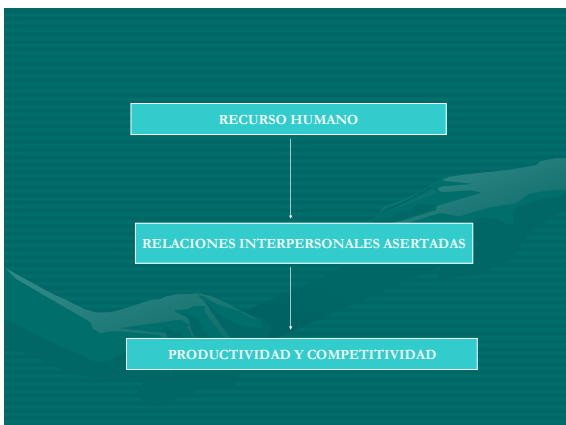 RECURSO HUMANO
RELACIONES INTERPERSONALES ASERTADAS
PRODUCTIVIDAD Y COMPETITIVIDAD